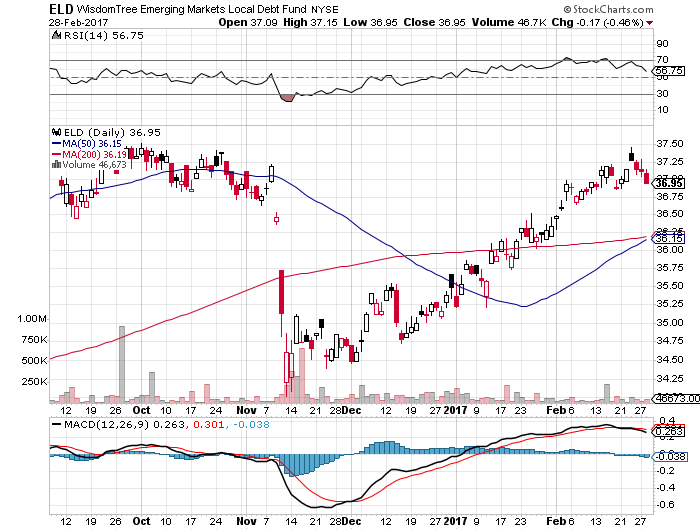 ELD WisdomTree Emerging Markets Local Debt Fund NYSE © StockCharts.com
28-Feb-2017 Open 37.09 High 37.15 Low 36.95 Close 36.95 Volume 46.7K Chg -0.17 (-0.46%)
RSI(14) 56.75
90
70
56.75
50
30
10
ELD (Daily) 36.95
MA(50) 36.15
MA(200) 36.19
Volume 46,673
37.50
37.25
37.00
36.95
36.75
36.50
36.25
36.15
36.00
35.75
35.50
35.25
35.00
34.75
34.50
34.25
1.00M
750K
500K
250K
46673.00
12 19 26 Oct 10 17 24 Nov 7 14 21 28 Dec 12 19 27 2017 9 17 23 Feb 6 13 21 27
MACD(12,26,9) 0.263, 0.301, -0.038
0.4
0.263
0.2
0.0
-0.038
-0.2
-0.4
-0.6
12 19 26 Oct 10 17 24 Nov 7 14 21 28 Dec 12 19 27 2017 9 17 23 Feb 6 13 21 27